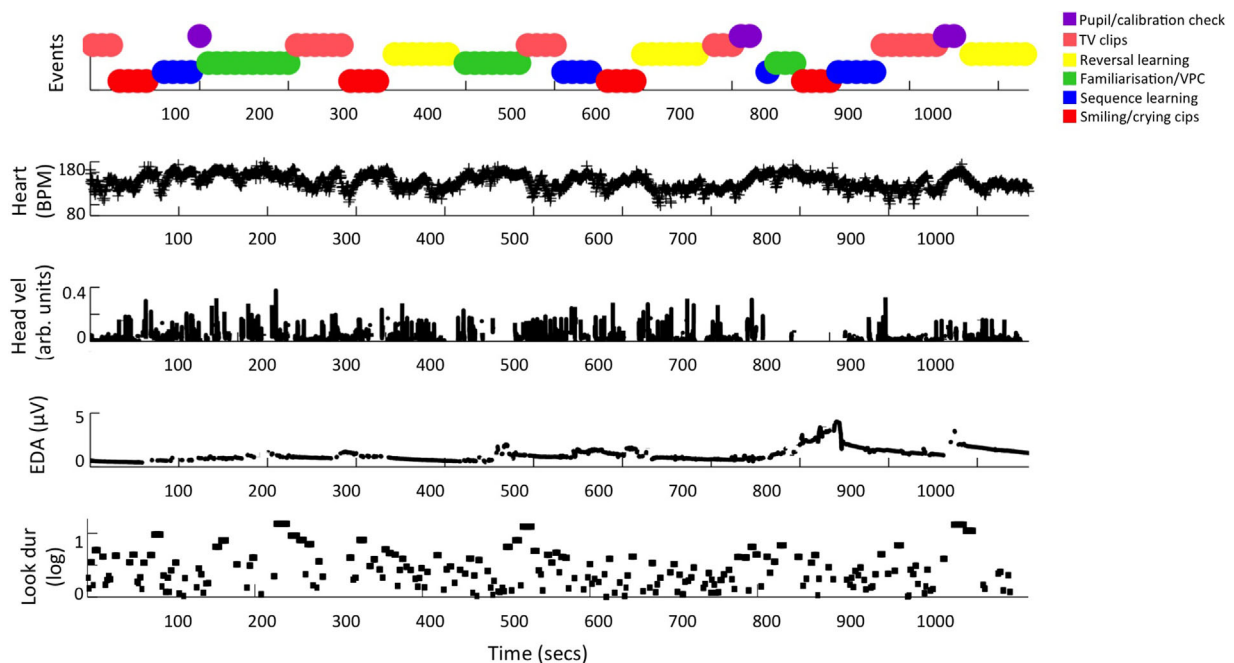 Events
100 200 300 400 500 600 700 800 900 1000
Pupil/calibration check
TV clips
Reversal learning
Familiarisation/VPC
Sequence learning
Smiling/crying cips
Heart
(BPM)
180
80
100 200 300 400 500 600 700 800 900 1000
Head vel
(arb. units)
0.4
0
100 200 300 400 500 600 700 800 900 1000
EDA (μV)
5
0
100 200 300 400 500 600 700 800 900 1000
Look dur
(log)
1
0
100 200 300 400 500 600 700 800 900 1000
Time (secs)